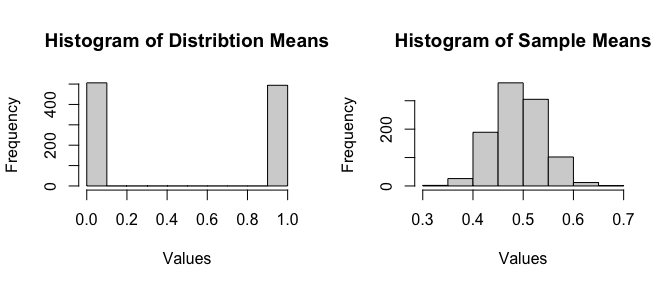 Histogram of Distribtion Means
Frequency
0
200
400
0.0 0.2 0.4 0.6 0.8 1.0
Values
Histogram of Sample Means
Frequency
0
200
0.3 0.4 0.5 0.6 0.7
Values